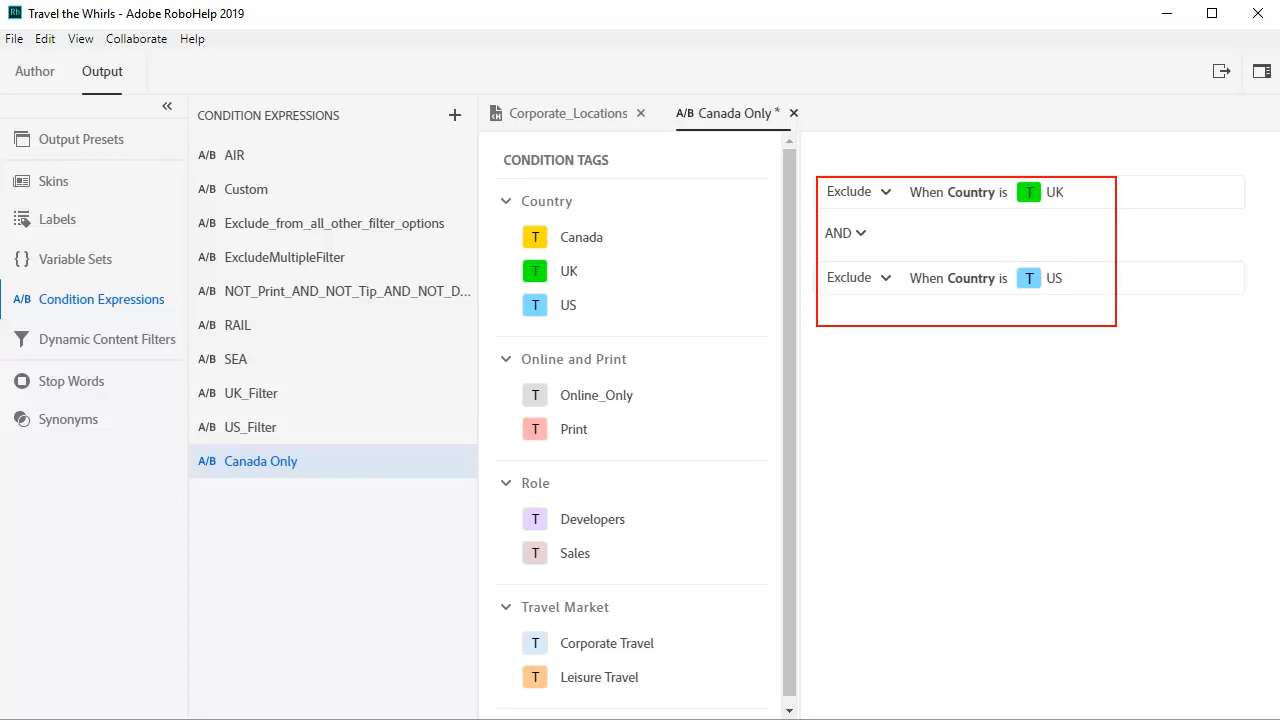 Rh Travel the Whirls - Adobe RoboHelp 2019
File Edit View Collaborate Help
Author Output
Output Presets
Skins
Labels
Variable Sets
A/B Condition Expressions
Dynamic Content Filters
Stop Words
Synonyms
CONDITION EXPRESSIONS
A/B AIR
A/B Custom
A/B Exclude_from_all_other_filter_options
A/B ExcludeMultipleFilter
A/B NOT_Print_AND_NOT_Tip_AND_NOT_D...
A/B RAIL
A/B SEA
A/B UK_Filter
A/B US_Filter
A/B Canada Only
Corporate_Locations A/B Canada Only *
CONDITION TAGS
Country
T Canada
T UK
T US
Online and Print
T Online_Only
T Print
Role
T Developers
T Sales
Travel Market
T Corporate Travel
T Leisure Travel
Exclude When Country is T UK
AND
Exclude When Country is T US